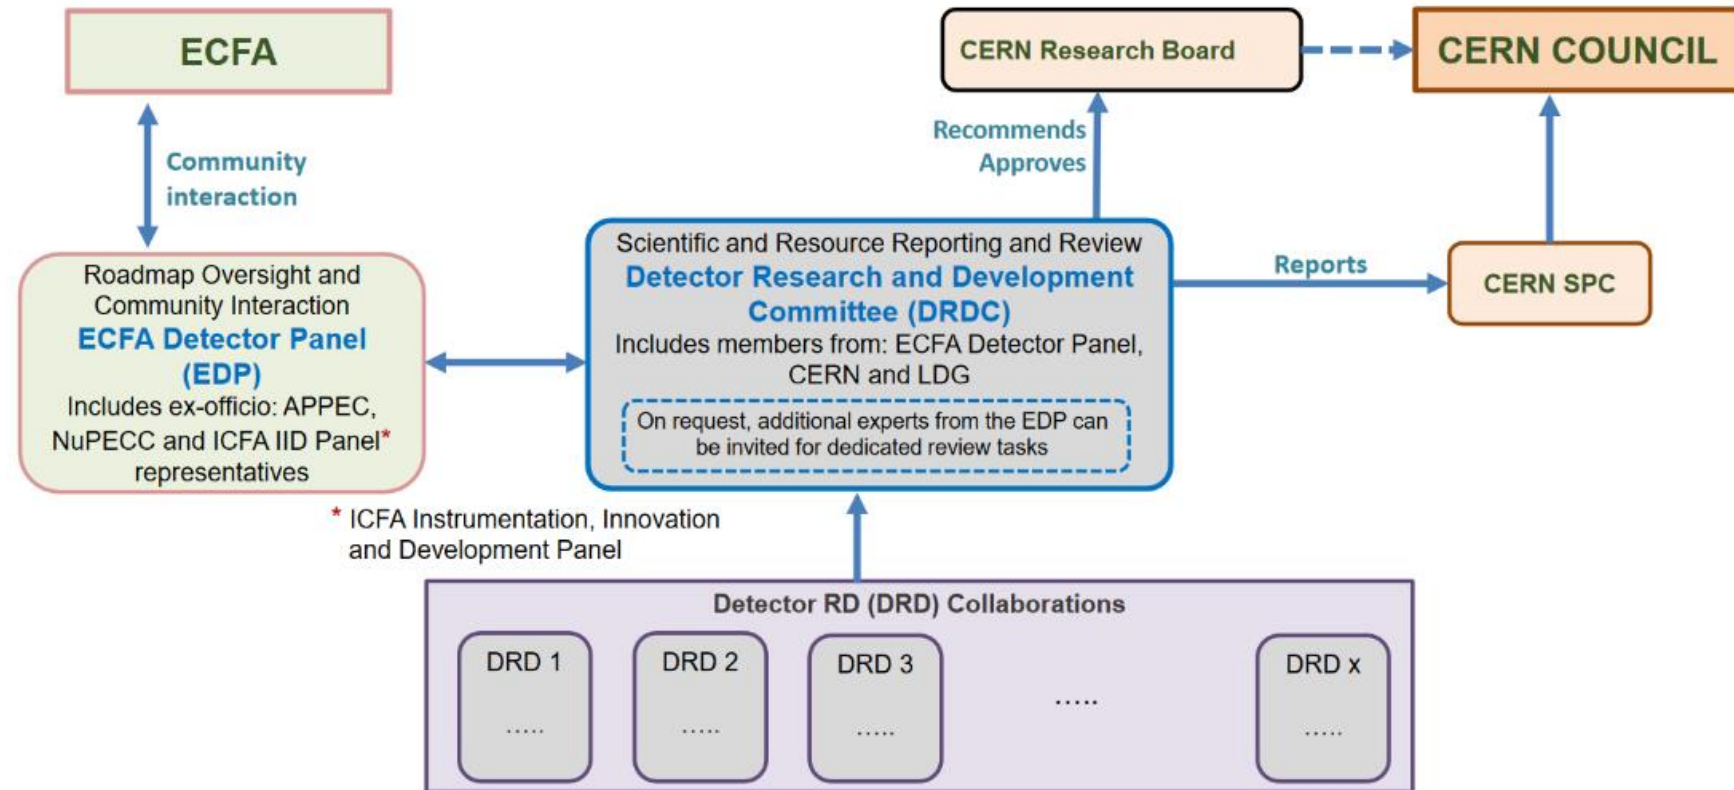 ECFA
CERN Research Board
CERN COUNCIL
Community
interaction
Recommends
Approves
Roadmap Oversight and
Community Interaction
ECFA Detector Panel
(EDP)
Includes ex-officio: APPEC,
NuPECC and ICFA IID Panel*
representatives
Scientific and Resource Reporting and Review
Detector Research and Development
Committee (DRDC)
Includes members from: ECFA Detector Panel,
CERN and LDG
On request, additional experts from the EDP can
be invited for dedicated review tasks
Reports
CERN SPC
* ICFA Instrumentation, Innovation
and Development Panel
Detector RD (DRD) Collaborations
DRD 1
.....
DRD 2
.....
DRD 3
.....
.....
DRD x
.....